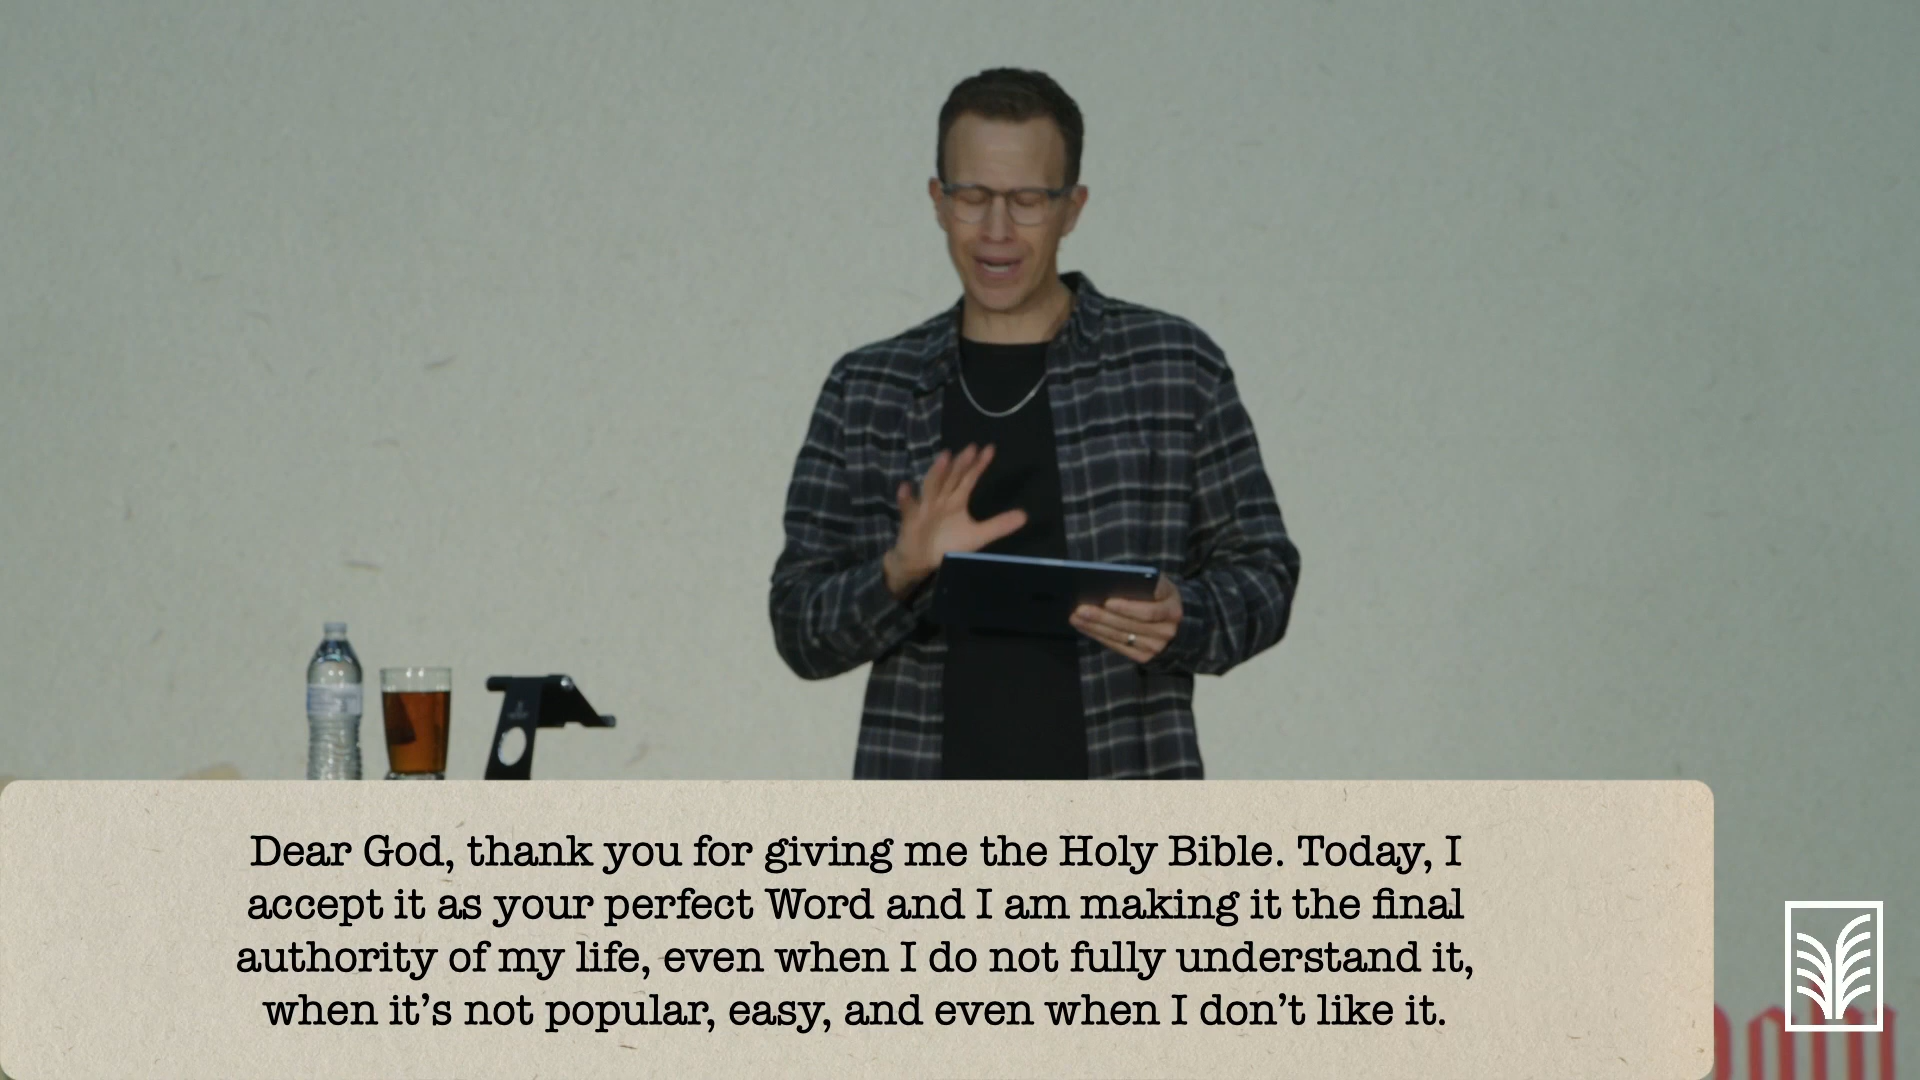 Dear God, thank you for giving me the Holy Bible. Today, I
accept it as your perfect Word and I am making it the final
authority of my life, even when I do not fully understand it,
when it’s not popular, easy, and even when I don’t like it.